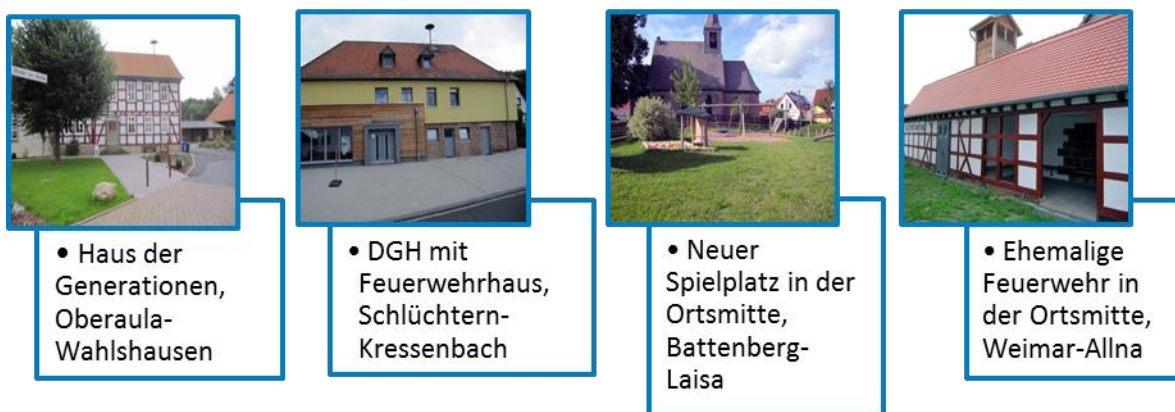 • Haus der
Generationen,
Oberaula-
Wahlshausen
• DGH mit
Feuerwehrhaus,
Schlüchtern-
Kressenbach
• Neuer
Spielplatz in der
Ortsmitte,
Battenberg-
Laisa
• Ehemalige
Feuerwehr in
der Ortsmitte,
Weimar-Allna